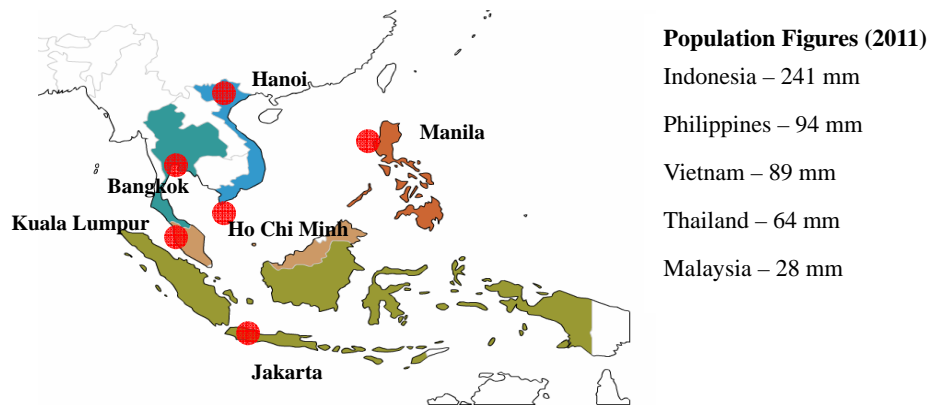 Hanoi
Manila
Bangkok
Kuala Lumpur
Ho Chi Minh
Jakarta
Population Figures (2011)
Indonesia – 241 mm
Philippines – 94 mm
Vietnam – 89 mm
Thailand – 64 mm
Malaysia – 28 mm